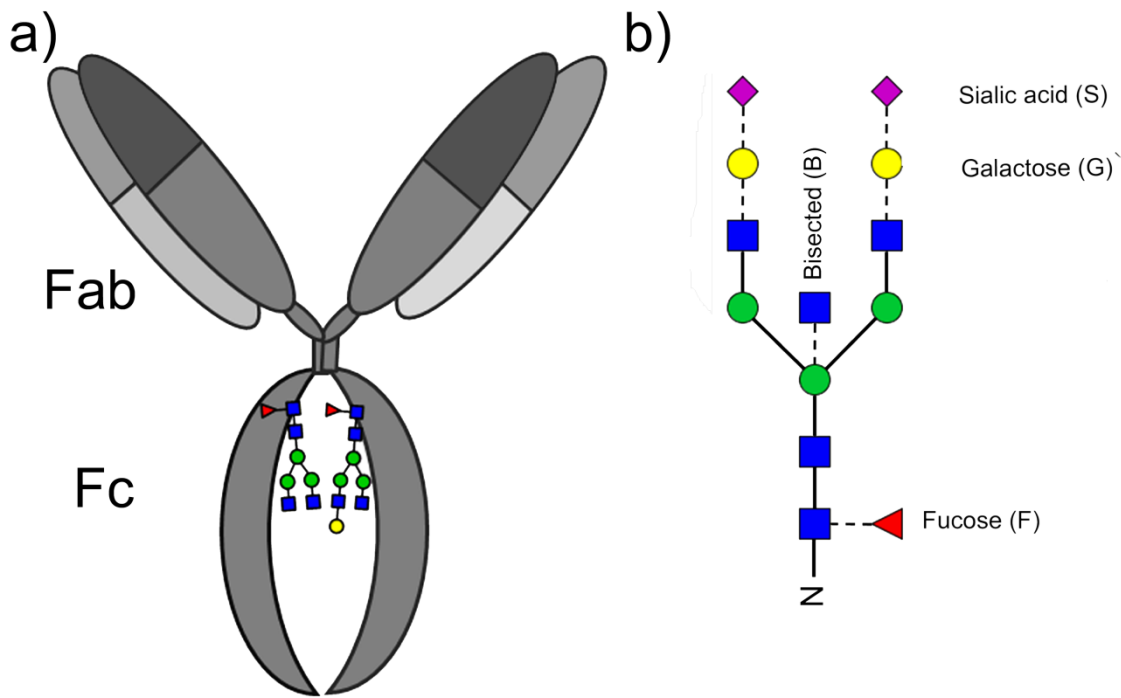 a)
Fab
Fc
b)
Sialic acid (S)
Galactose (G)`
Bisected (B)
Fucose (F)
N